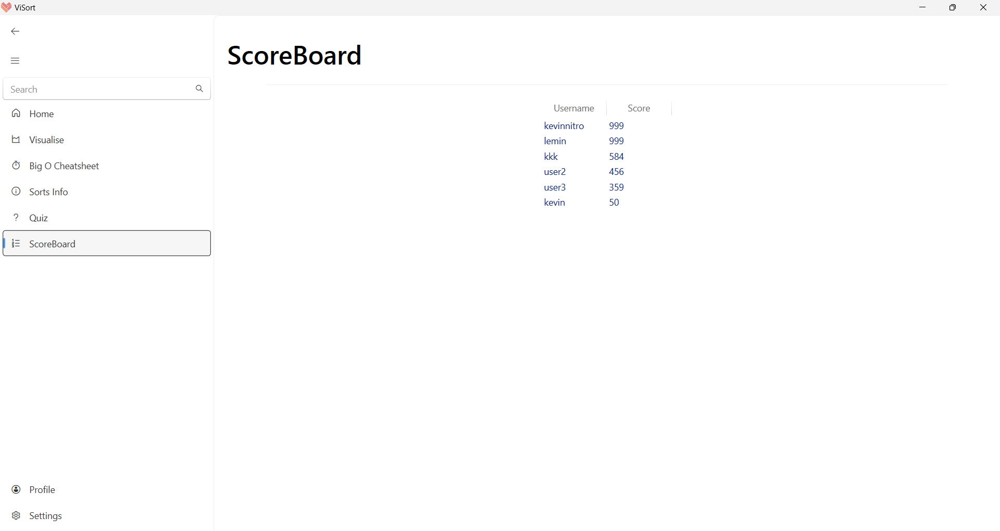 ViSort
Search
Home
Visualise
Big O Cheatsheet
Sorts Info
Quiz
ScoreBoard
Profile
Settings
ScoreBoard
Username Score
kevinnitro 999
lemin 999
kkk 584
user2 456
user3 359
kevin 50